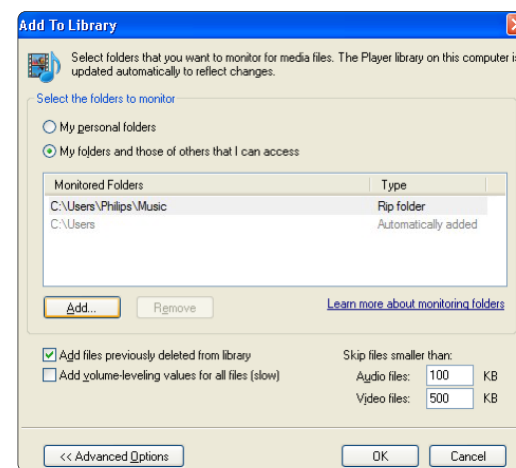 Add To Library
Select folders that you want to monitor for media files. The Player library on this computer is
updated automatically to reflect changes.
Select the folders to monitor
My personal folders
My folders and those of others that I can access
Monitored Folders Type
C:\Users\Philips\Music Rip folder
C:\Users Automatically added
Add... Remove Learn more about monitoring folders
Add files previously deleted from library Skip files smaller than:
Add volume-leveling values for all files (slow) Audio files: 100 KB
Video files: 500 KB
<< Advanced Options OK Cancel